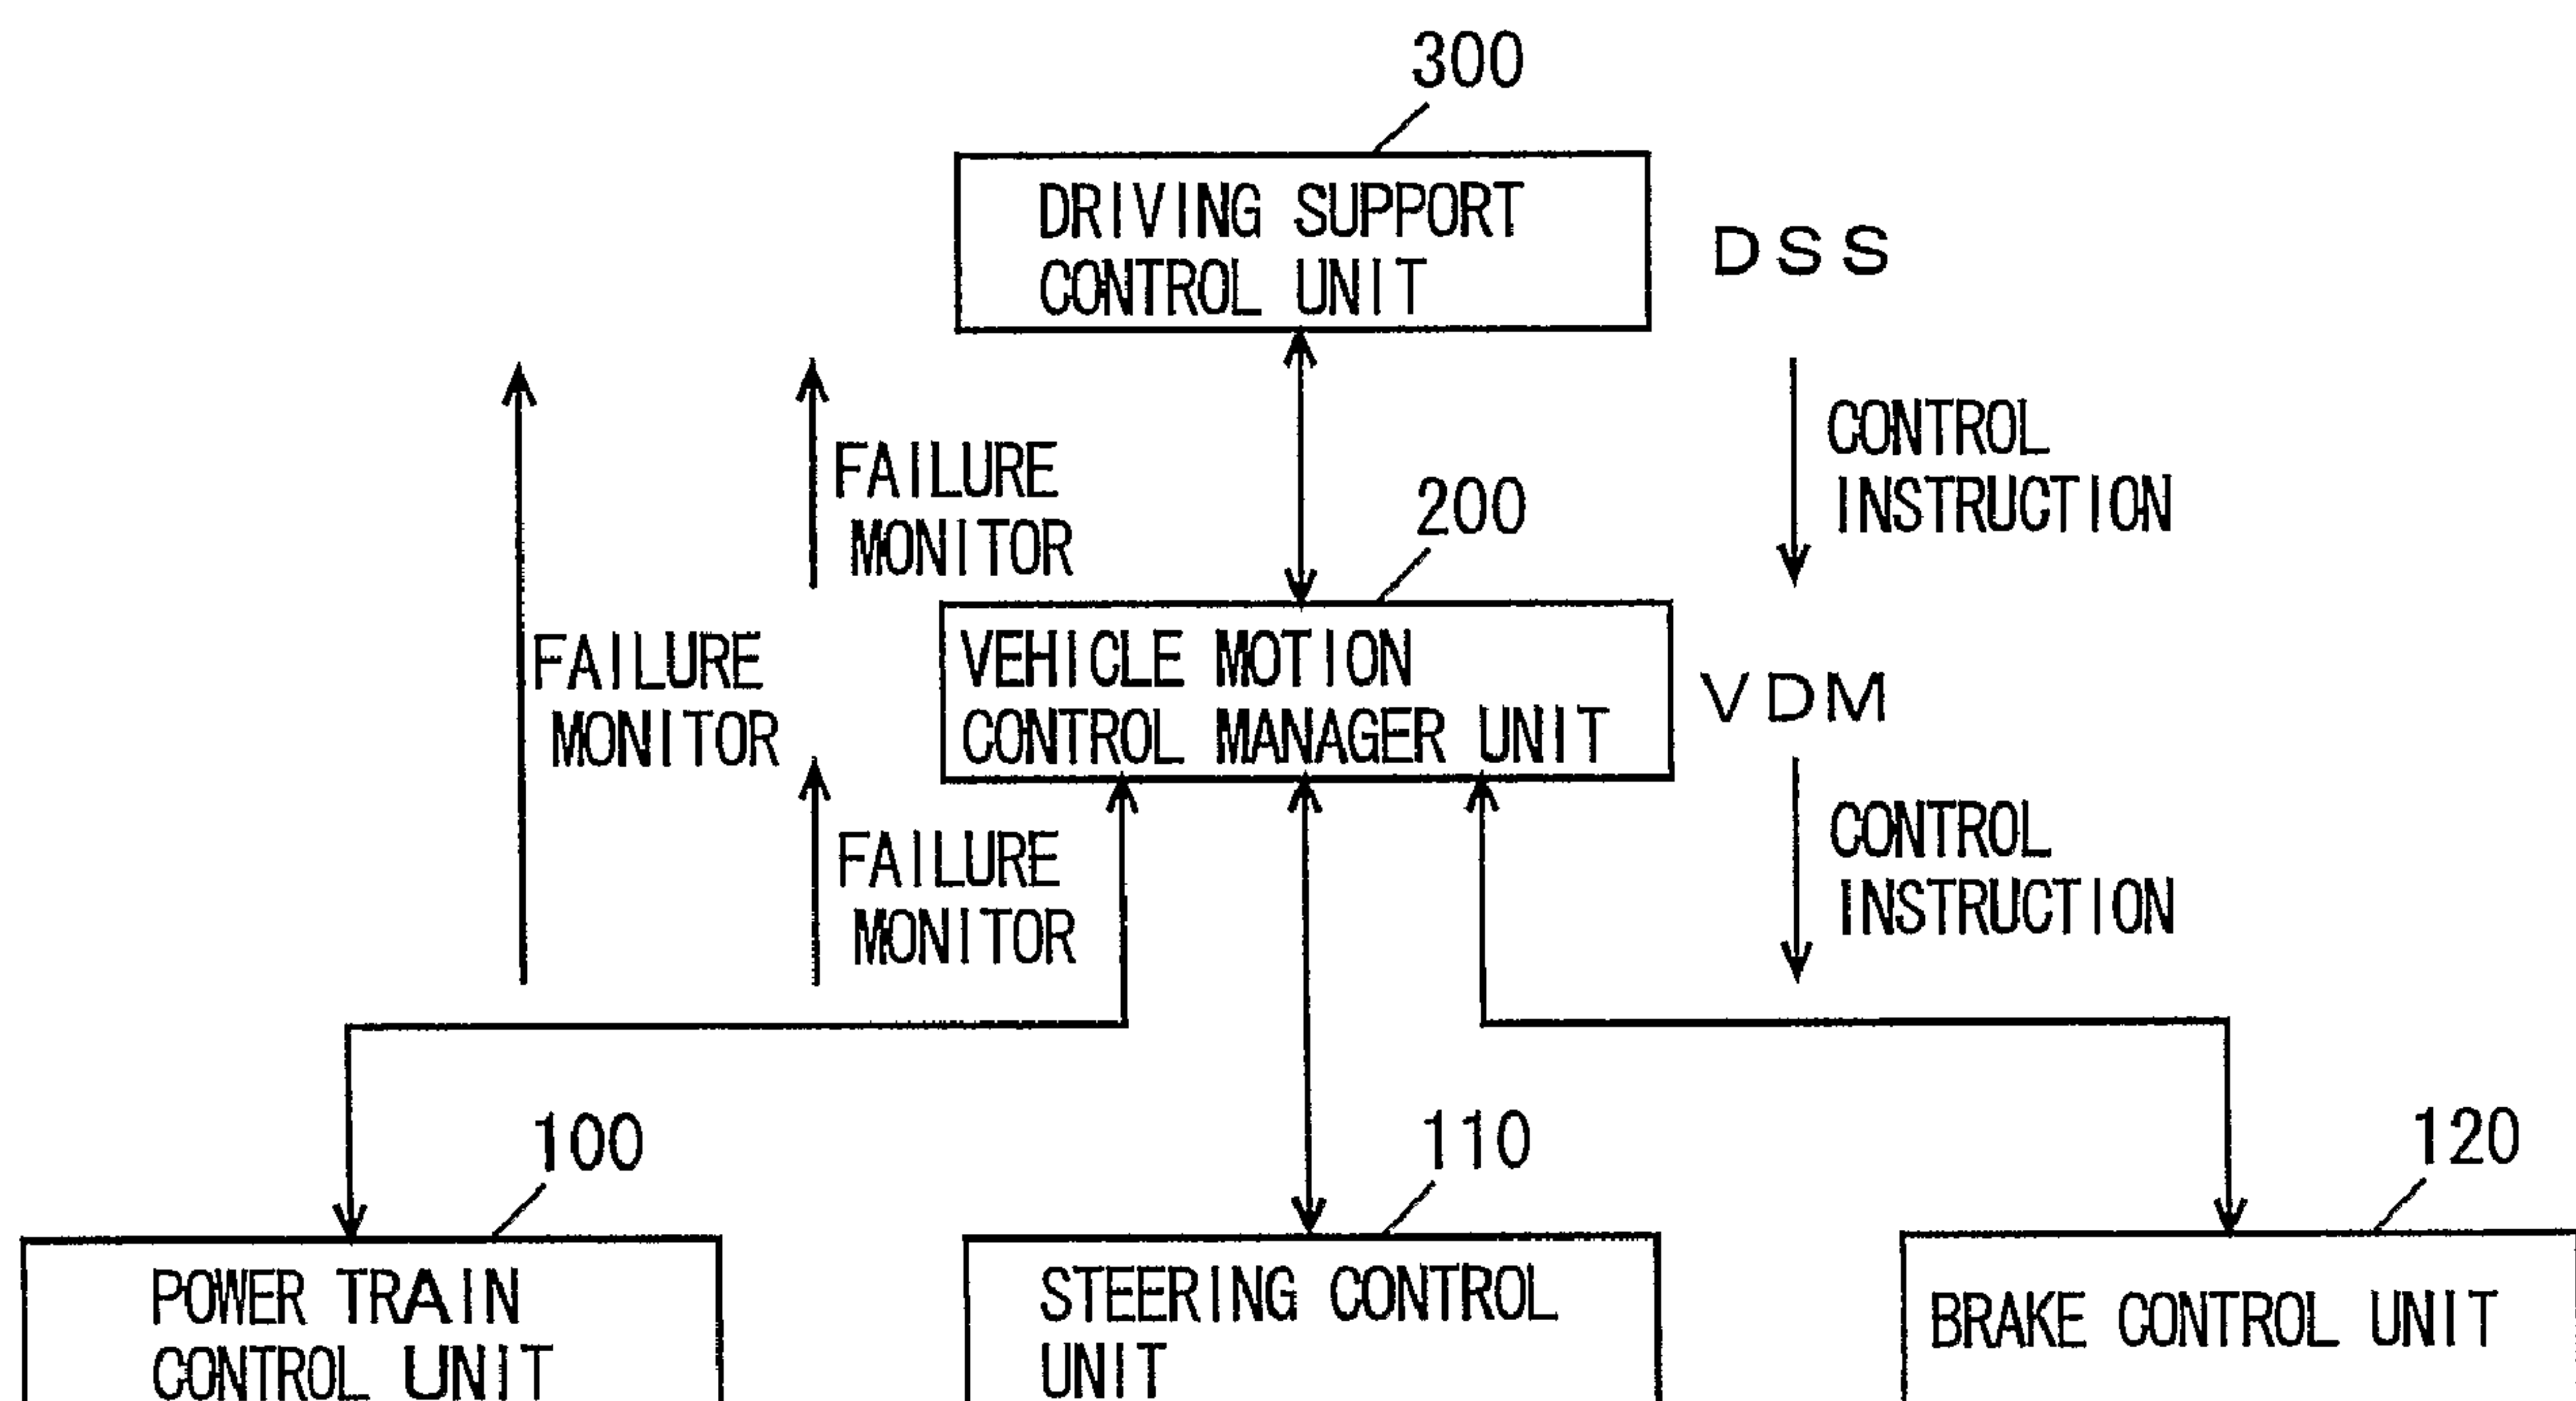 300
DRIVING SUPPORT
CONTROL UNIT
DSS
FAILURE
MONITOR
CONTROL
INSTRUCTION
200
FAILURE
MONITOR
VEHICLE MOTION
CONTROL MANAGER UNIT
VDM
FAILURE
MONITOR
CONTROL
INSTRUCTION
100
110
120
POWER TRAIN
CONTROL UNIT
STEERING CONTROL
UNIT
BRAKE CONTROL UNIT